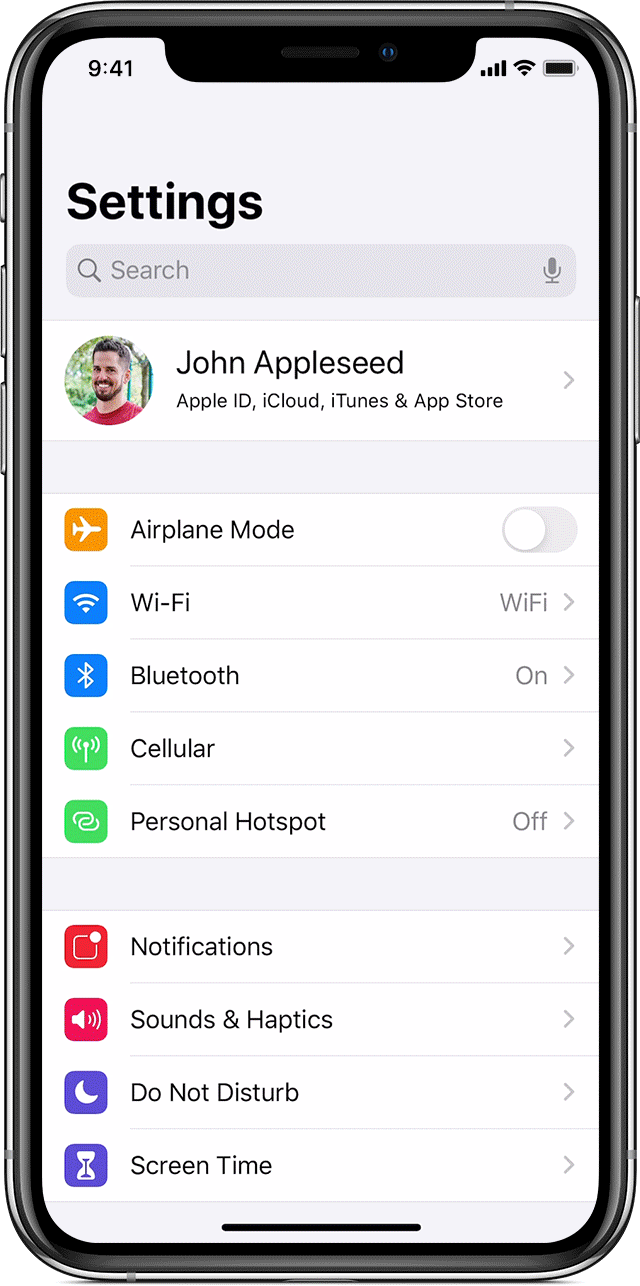 9:41
Settings
Search
John Appleseed
Apple ID, iCloud, iTunes & App Store
Airplane Mode
Wi-Fi WiFi
Bluetooth On
Cellular
Personal Hotspot Off
Notifications
Sounds & Haptics
Do Not Disturb
Screen Time